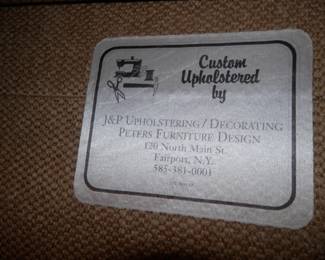 Custom
Upholstered
by
J&P UPHOLSTERING / DECORATING
PETERS FURNITURE DESIGN
120 North Main St.
Fairport, N.Y.
585-381-0001